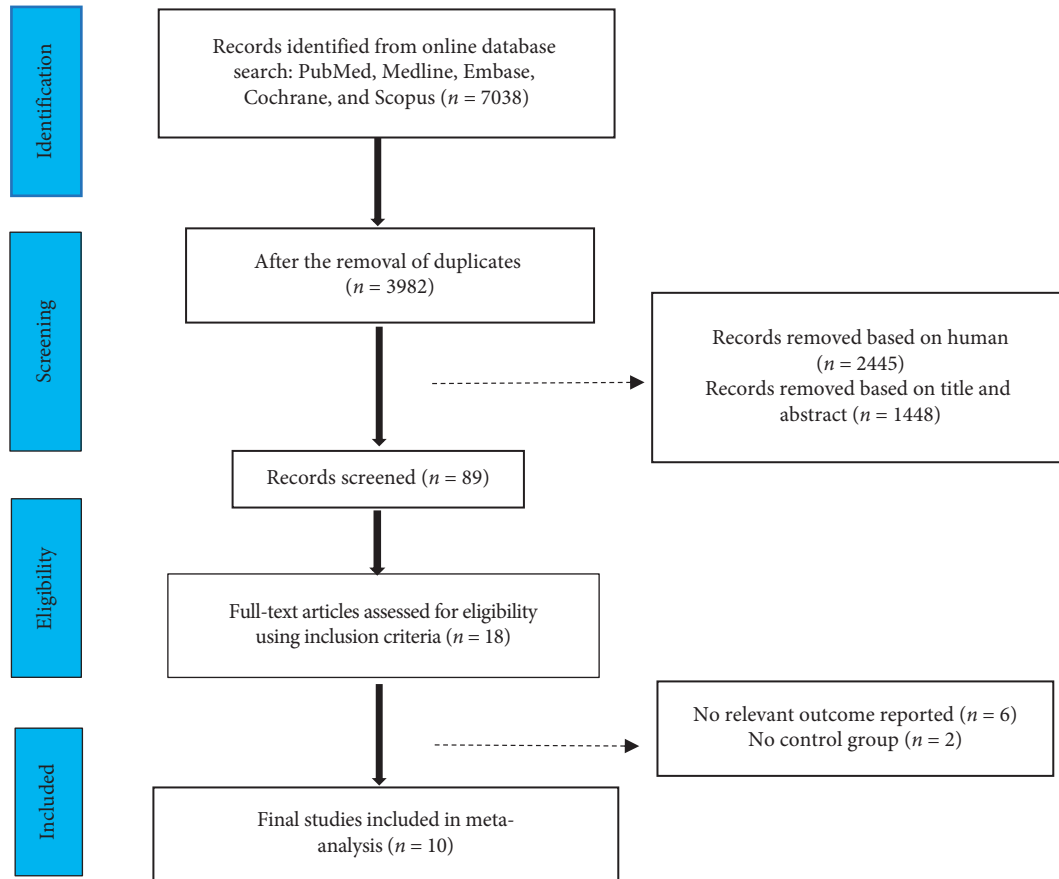 Identification
Records identified from online database
search: PubMed, Medline, Embase,
Cochrane, and Scopus (n = 7038)
Screening
After the removal of duplicates
(n = 3982)
Records removed based on human
(n = 2445)
Records removed based on title and
abstract (n = 1448)
Records screened (n = 89)
Eligibility
Full-text articles assessed for eligibility
using inclusion criteria (n = 18)
No relevant outcome reported (n = 6)
No control group (n = 2)
Included
Final studies included in meta-
analysis (n = 10)